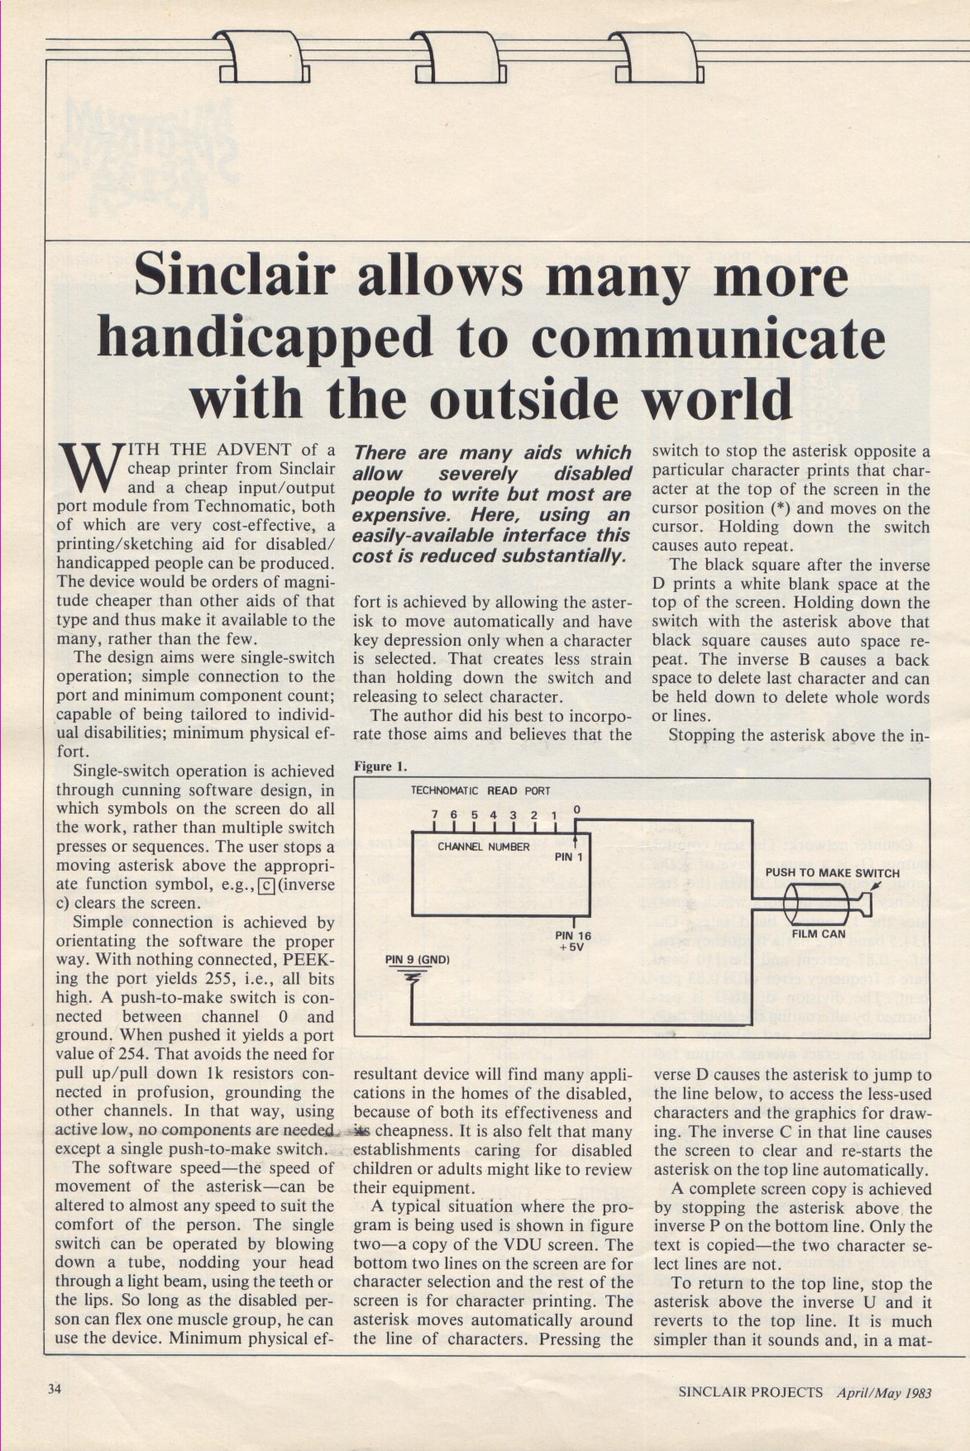 Sinclair allows many more
handicapped to communicate
with the outside world
WITH THE ADVENT of a
cheap printer from Sinclair
and a cheap input/output
port module from Technomatic, both
of which are very cost-effective, a
printing/sketching aid for disabled/
handicapped people can be produced.
The device would be orders of magni-
tude cheaper than other aids of that
type and thus make it available to the
many, rather than the few.
The design aims were single-switch
operation; simple connection to the
port and minimum component count;
capable of being tailored to individ-
ual disabilities; minimum physical ef-
fort.
Single-switch operation is achieved
through cunning software design, in
which symbols on the screen do all
the work, rather than multiple switch
presses or sequences. The user stops a
moving asterisk above the appropri-
ate function symbol, e.g., c (inverse
c) clears the screen.
Simple connection is achieved by
orientating the software the proper
way. With nothing connected, PEEK-
ing the port yields 255, i.e., all bits
high. A push-to-make switch is con-
nected between channel 0 and
ground. When pushed it yields a port
value of 254. That avoids the need for
pull up/pull down 1k resistors con-
nected in profusion, grounding the
other channels. In that way, using
active low, no components are needed
except a single push-to-make switch.
The software speed—the speed of
movement of the asterisk—can be
altered to almost any speed to suit the
comfort of the person. The single
switch can be operated by blowing
down a tube, nodding your head
through a light beam, using the teeth or
the lips. So long as the disabled per-
son can flex one muscle group, he can
use the device. Minimum physical ef-
There are many aids which
allow severely disabled
people to write but most are
expensive. Here, using an
easily-available interface this
cost is reduced substantially.
fort is achieved by allowing the aster-
isk to move automatically and have
key depression only when a character
is selected. That creates less strain
than holding down the switch and
releasing to select character.
The author did his best to incorpo-
rate those aims and believes that the
Figure 1.
TECHNOMATIC READ PORT
7 6 5 4 3 2 1 0
CHANNEL NUMBER
PIN 1
PIN 16
+5V
PIN 9 (GND)
PUSH TO MAKE SWITCH
FILM CAN
resultant device will find many appli-
cations in the homes of the disabled,
because of both its effectiveness and
its cheapness. It is also felt that many
establishments caring for disabled
children or adults might like to review
their equipment.
A typical situation where the pro-
gram is being used is shown in figure
two—a copy of the VDU screen. The
bottom two lines on the screen are for
character selection and the rest of the
screen is for character printing. The
asterisk moves automatically around
the line of characters. Pressing the
switch to stop the asterisk opposite a
particular character prints that char-
acter at the top of the screen in the
cursor position (*) and moves on the
cursor. Holding down the switch
causes auto repeat.
The black square after the inverse
D prints a white blank space at the
top of the screen. Holding down the
switch with the asterisk above that
black square causes auto space re-
peat. The inverse B causes a back
space to delete last character and can
be held down to delete whole words
or lines.
Stopping the asterisk above the in-
verse D causes the asterisk to jump to
the line below, to access the less-used
characters and the graphics for draw-
ing. The inverse C in that line causes
the screen to clear and re-starts the
asterisk on the top line automatically.
A complete screen copy is achieved
by stopping the asterisk above the
inverse P on the bottom line. Only the
text is copied—the two character se-
lect lines are not.
To return to the top line, stop the
asterisk above the inverse U and it
reverts to the top line. It is much
simpler than it sounds and, in a mat-
34
SINCLAIR PROJECTS April/May 1983